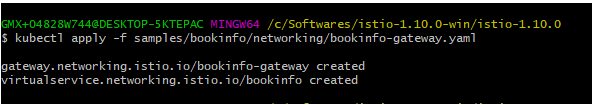 GMX+04828W744@DESKTOP-5KTEPAC MINGW64 /c/Softwares/istio-1.10.0-win/istio-1.10.0
$ kubectl apply -f samples/bookinfo/networking/bookinfo-gateway.yaml
gateway.networking.istio.io/bookinfo-gateway created
virtualservice.networking.istio.io/bookinfo created